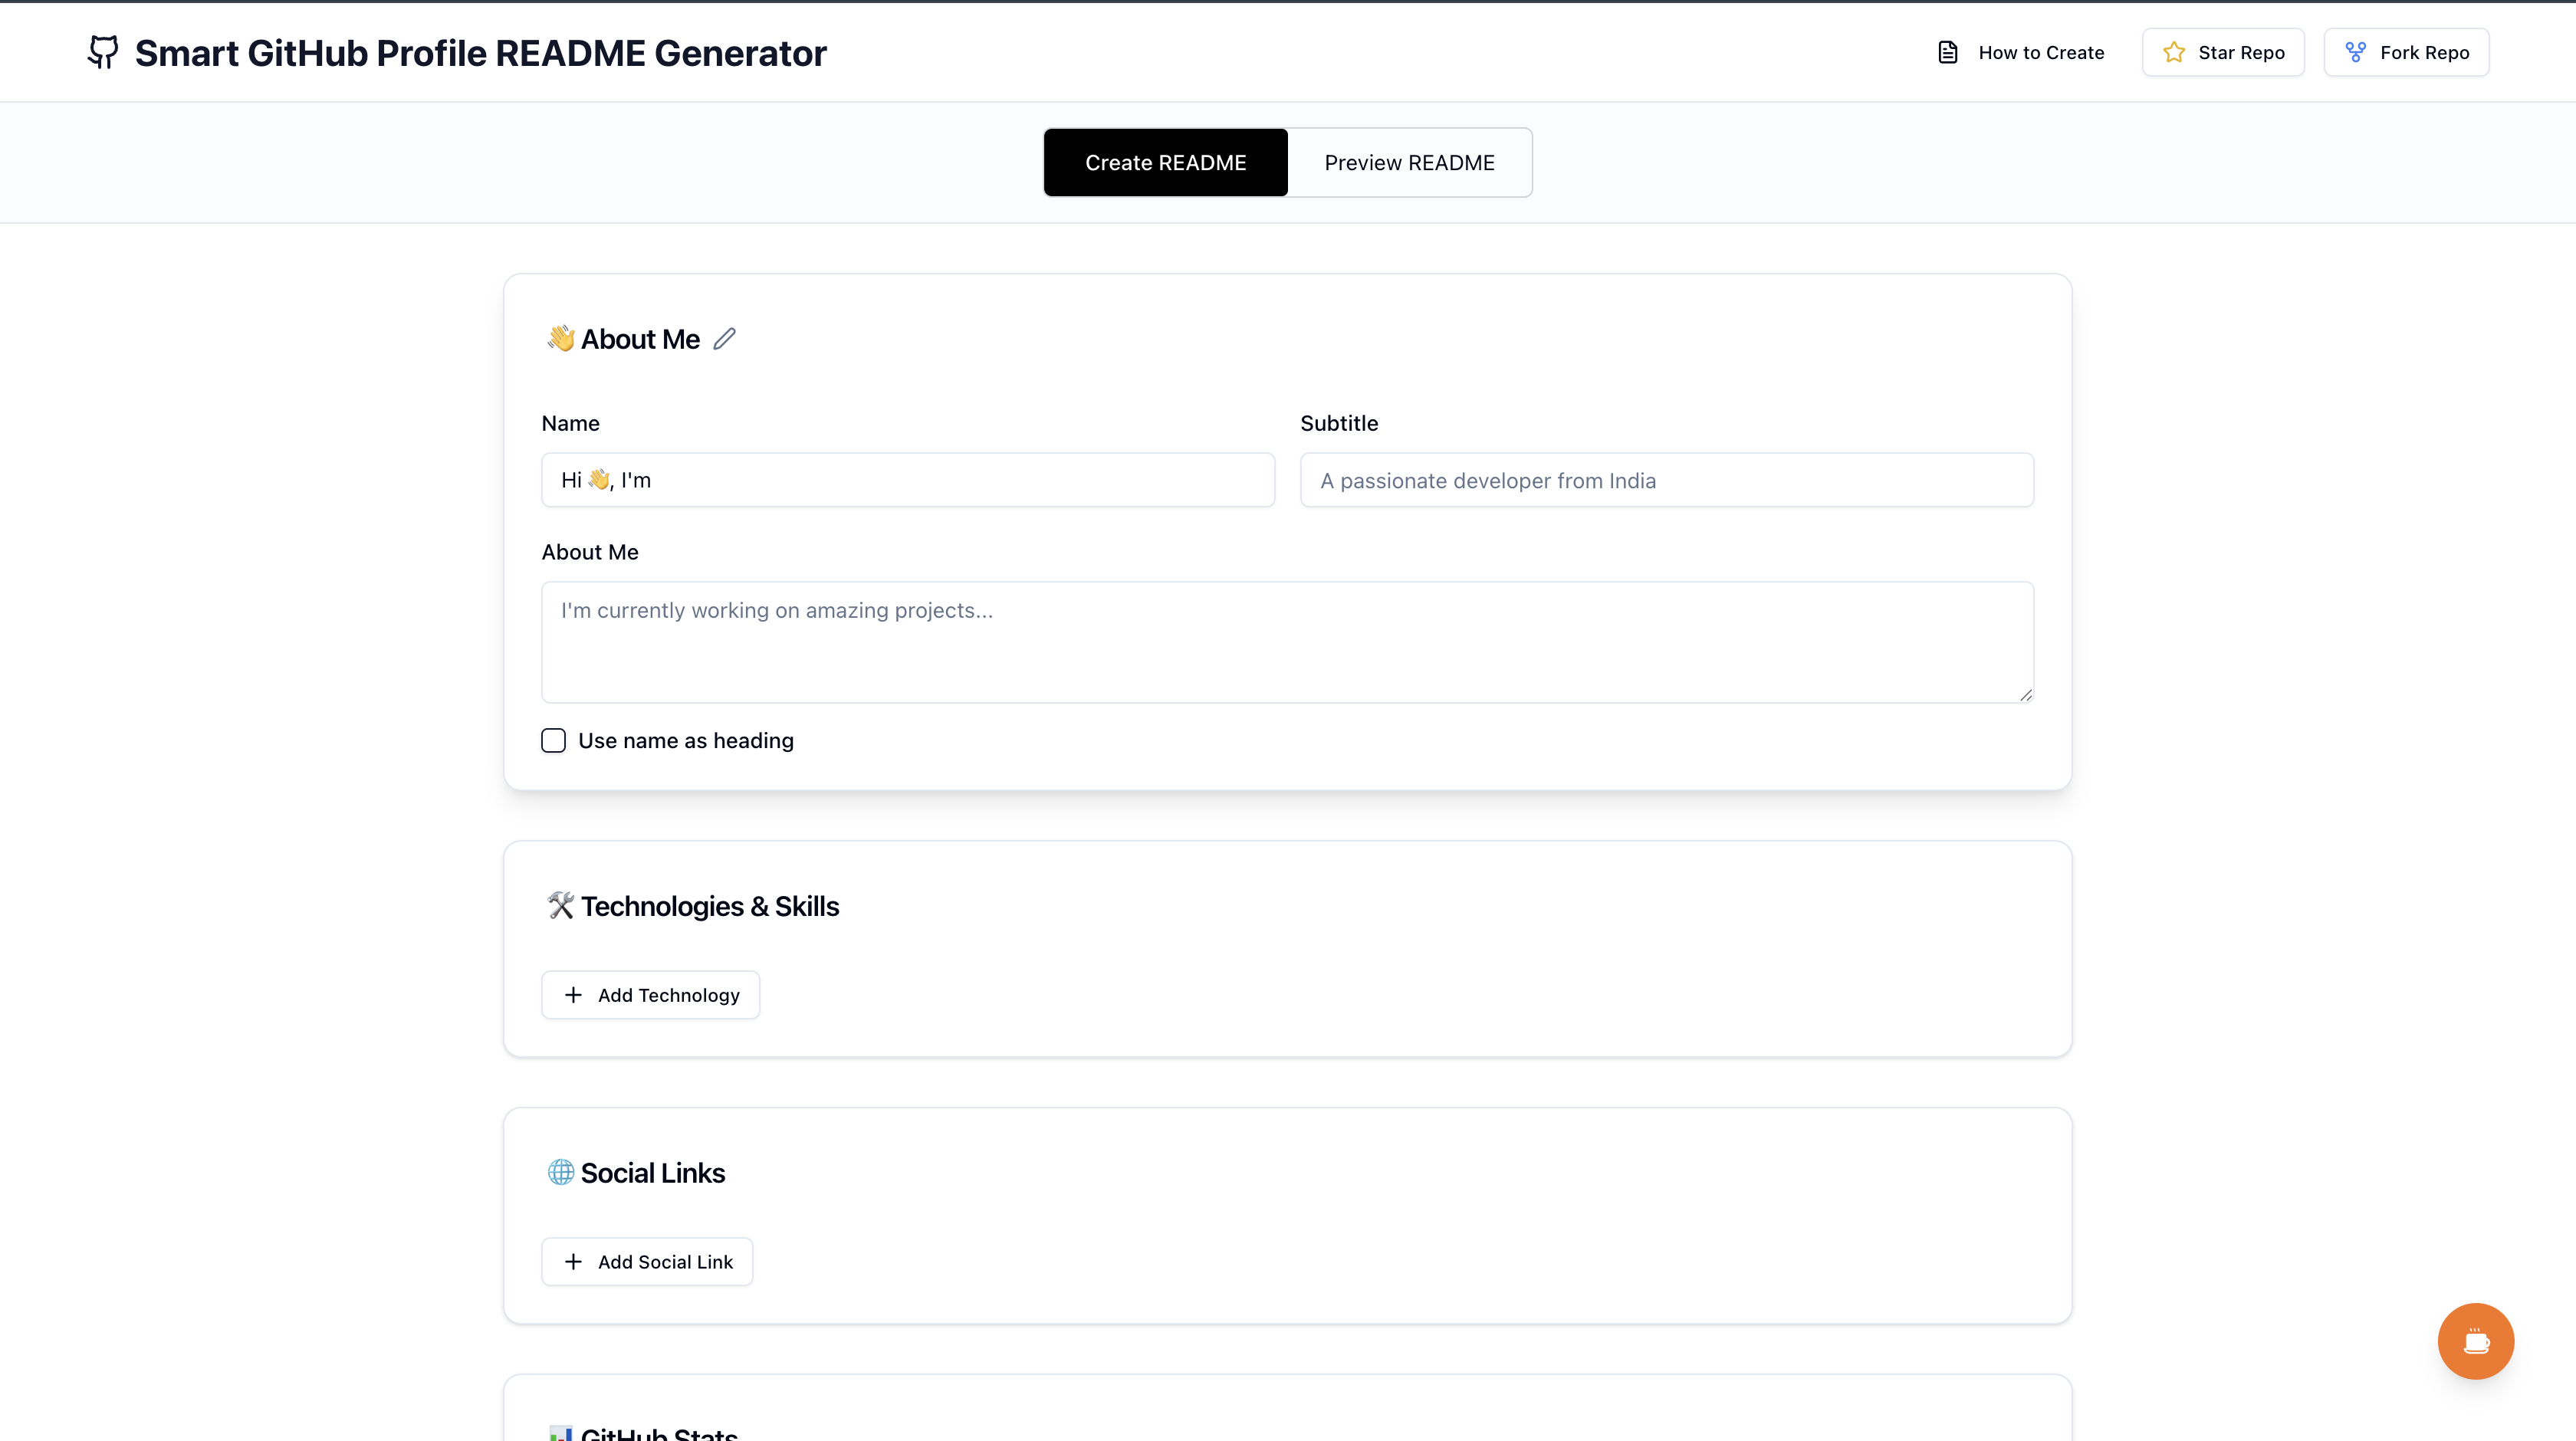 Smart GitHub Profile README Generator
How to Create
Star Repo
Fork Repo
Create README
Preview README
👋 About Me
Name
Subtitle
Hi 👋, I'm
A passionate developer from India
About Me
I'm currently working on amazing projects...
Use name as heading
🛠️ Technologies & Skills
Add Technology
🌐 Social Links
Add Social Link
📊 GitHub Stats